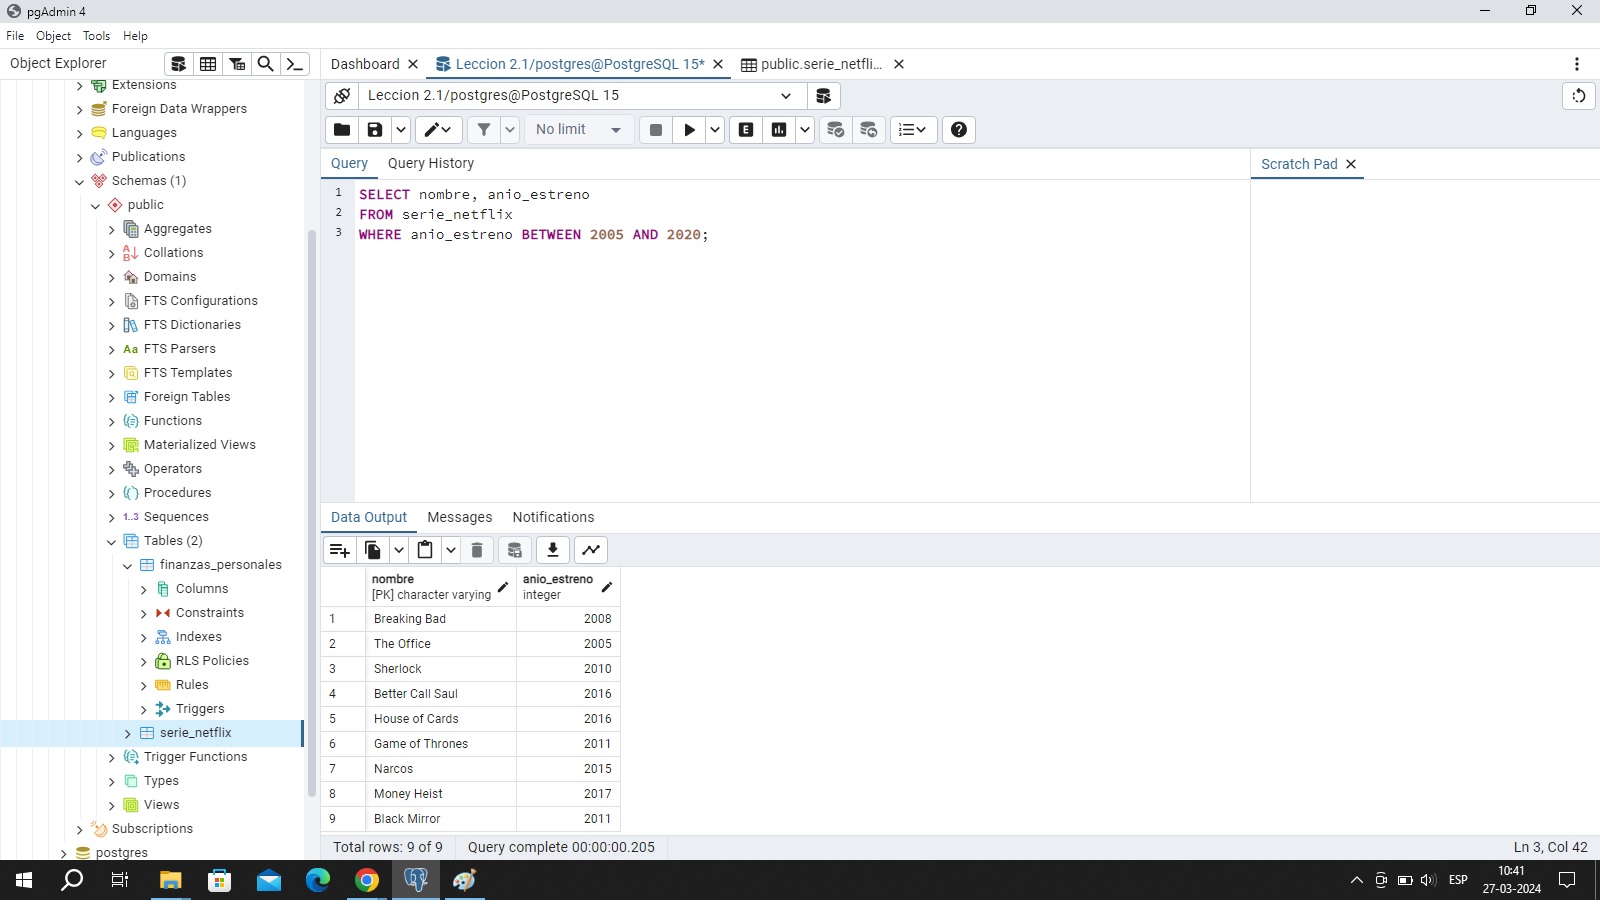 pgAdmin 4
File Object Tools Help
Object Explorer
Dashboard
Leccion 2.1/postgres@PostgreSQL 15*
public.serie_netfli...
Leccion 2.1/postgres@PostgreSQL 15
No limit
E
Query
Query History
Scratch Pad
1 SELECT nombre, anio_estreno
2 FROM serie_netflix
3 WHERE anio_estreno BETWEEN 2005 AND 2020;
Extensions
Foreign Data Wrappers
Languages
Publications
Schemas (1)
public
Aggregates
Collations
Domains
FTS Configurations
FTS Dictionaries
Aa FTS Parsers
FTS Templates
Foreign Tables
Functions
Materialized Views
Operators
Procedures
1..3 Sequences
Tables (2)
finanzas_personales
Columns
Constraints
Indexes
RLS Policies
Rules
Triggers
serie_netflix
Trigger Functions
Types
Views
Subscriptions
postgres
Data Output Messages Notifications
nombre anio_estreno
[PK] character varying integer
1 Breaking Bad 2008
2 The Office 2005
3 Sherlock 2010
4 Better Call Saul 2016
5 House of Cards 2016
6 Game of Thrones 2011
7 Narcos 2015
8 Money Heist 2017
9 Black Mirror 2011
Total rows: 9 of 9 Query complete 00:00:00.205 Ln 3, Col 42
ESP
10:41
27-03-2024